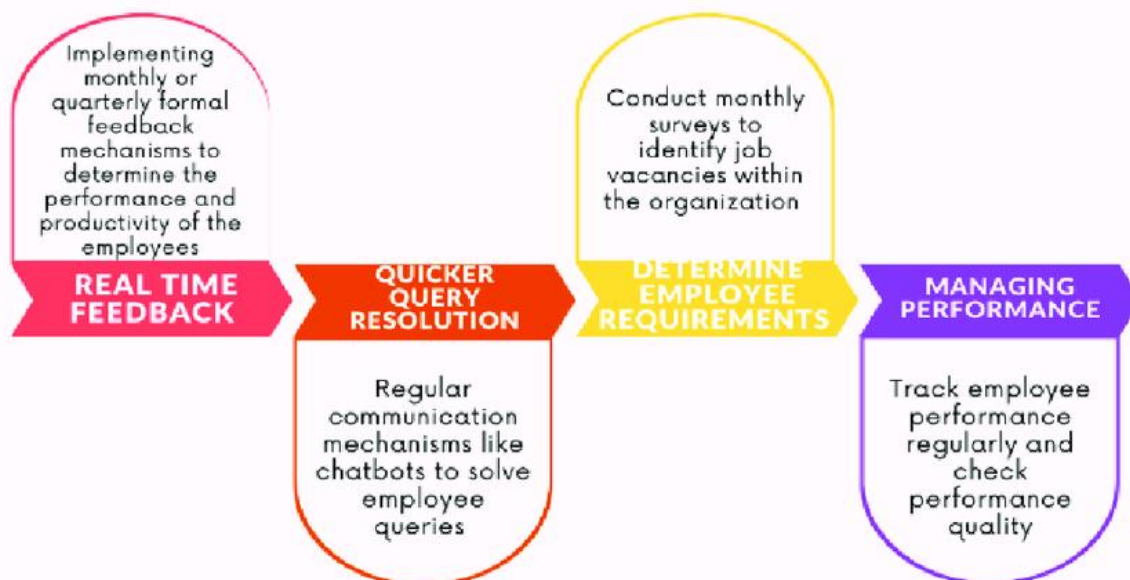 Implementing
monthly or
quarterly formal
feedback
mechanisms to
determine the
performance and
productivity of the
employees
REAL TIME
FEEDBACK
QUICKER
QUERY
RESOLUTION
Regular
communication
mechanisms like
chatbots to solve
employee
queries
Conduct monthly
surveys to
identify job
vacancies within
the organization
DETERMINE
EMPLOYEE
REQUIREMENTS
MANAGING
PERFORMANCE
Track employee
performance
regularly and
check
performance
quality